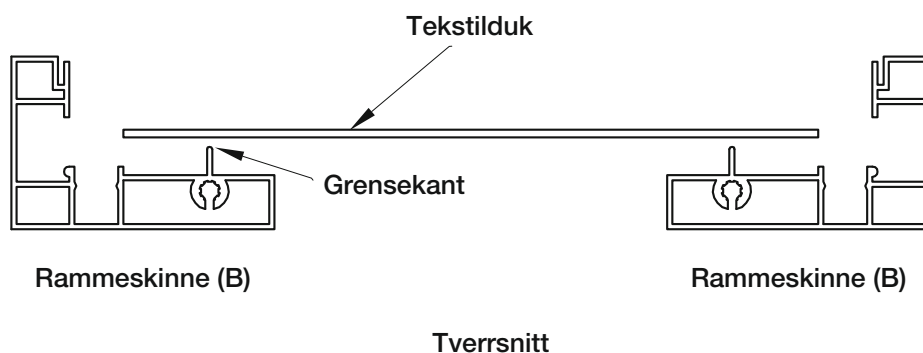 Tekstilduk
Grensekant
Rammeskinne (B)
Rammeskinne (B)
Tverrsnitt